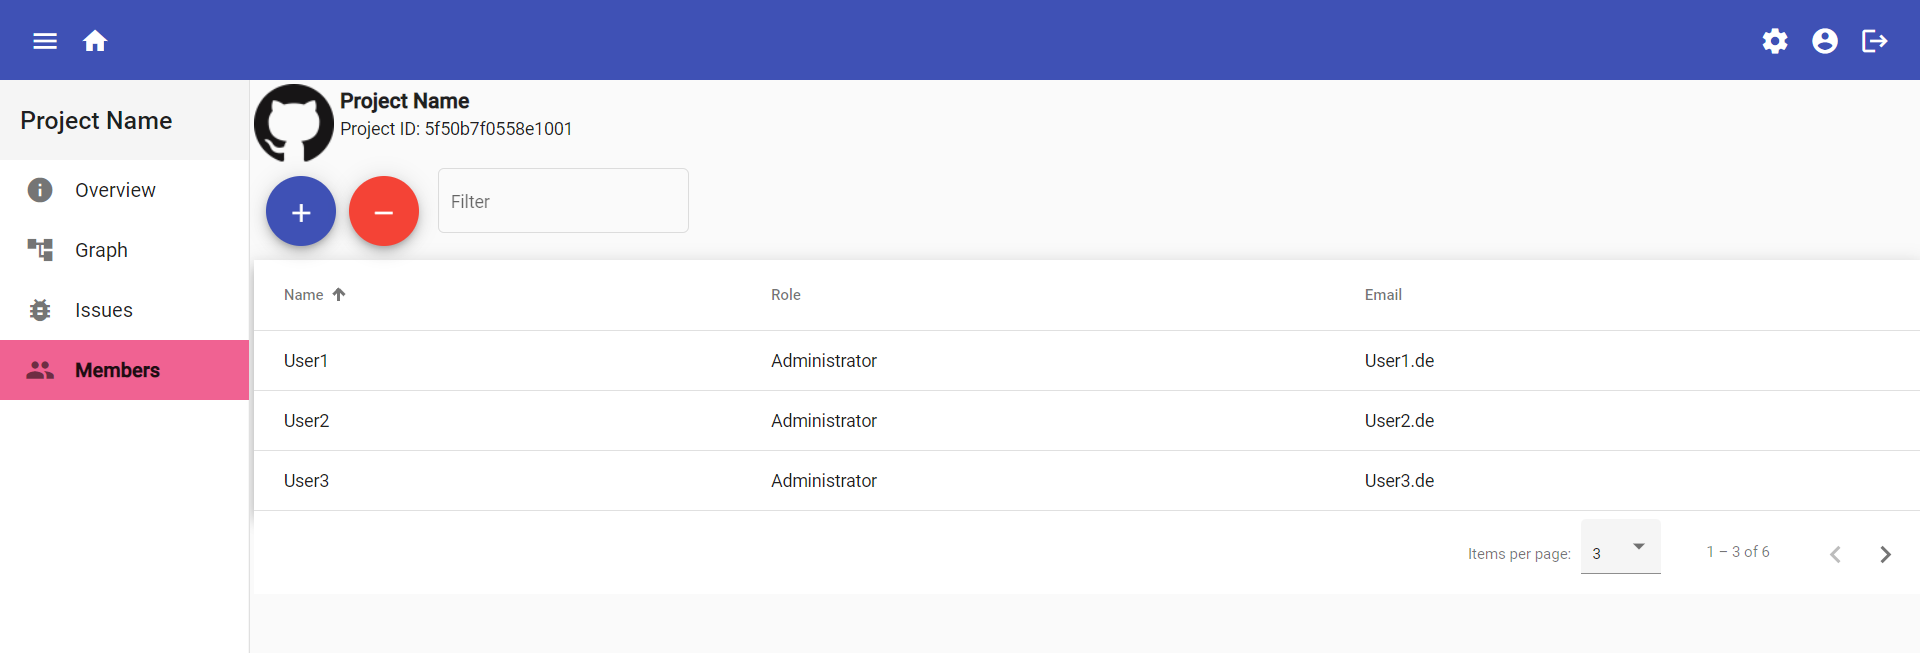 Project Name
Project ID: 5f50b7f0558e1001
Project Name
Overview
Graph
Issues
Members
Filter
Name Role Email
User1 Administrator User1.de
User2 Administrator User2.de
User3 Administrator User3.de
Items per page: 3 1 – 3 of 6